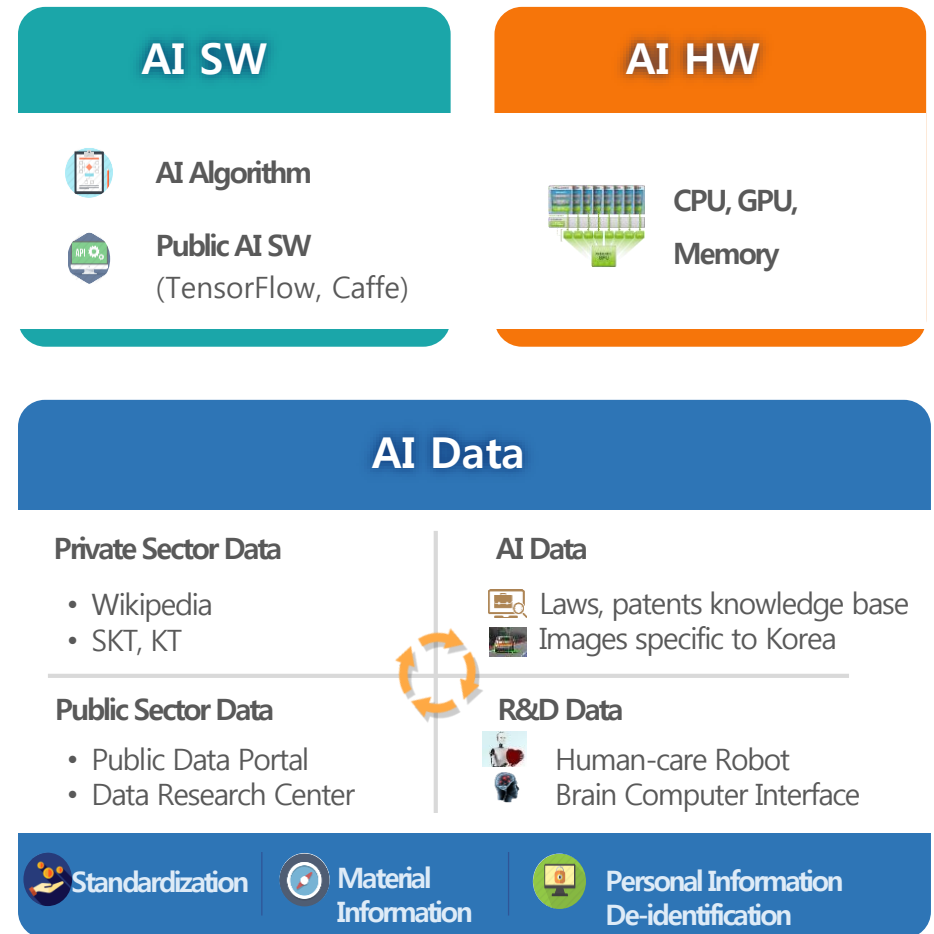 AI SW
AI Algorithm
API
Public AI SW
(TensorFlow, Caffe)
AI HW
GPU
CPU, GPU,
Memory
AI Data
Private Sector Data
• Wikipedia
• SKT, KT
AI Data
Laws, patents knowledge base
Images specific to Korea
Public Sector Data
• Public Data Portal
• Data Research Center
R&D Data
Human-care Robot
Brain Computer Interface
Standardization
Material
Information
Personal Information
De-identification